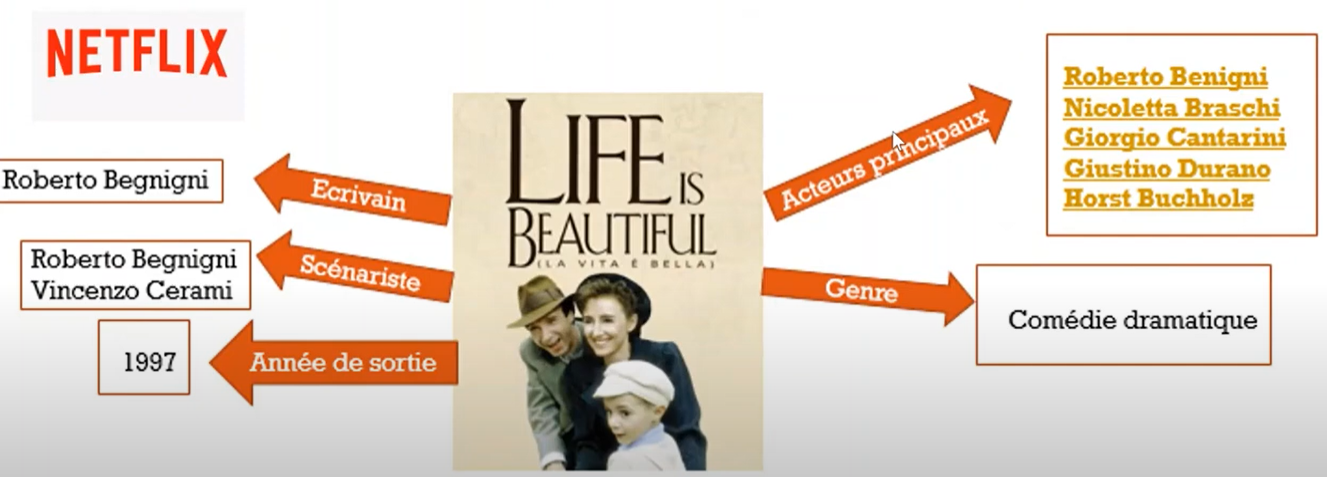 NETFLIX
Roberto Begnigni
Ecrivain
Roberto Begnigni
Vincenzo Cerami
Scénariste
1997
Année de sortie
LIFE IS
BEAUTIFUL
(LA VITA È BELLA)
Acteurs principaux
Roberto Benigni
Nicoletta Braschi
Giorgio Cantarini
Giustino Durano
Horst Buchholz
Genre
Comédie dramatique